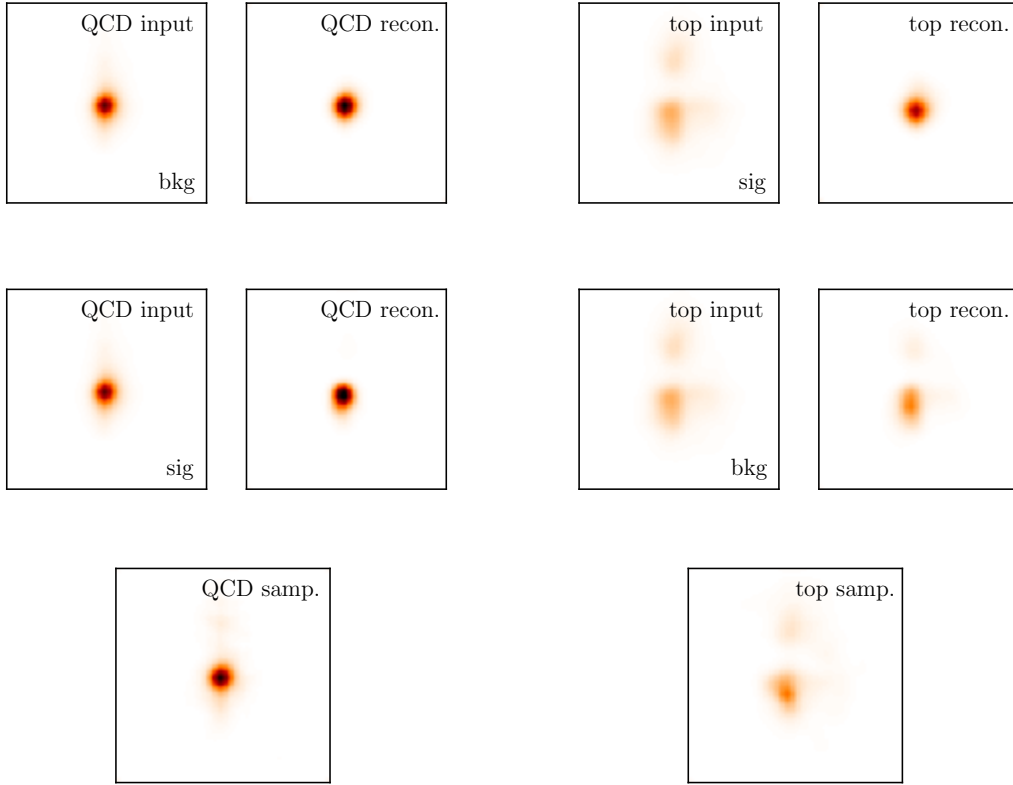 QCD input
bkg
QCD recon.
top input
sig
top recon.
QCD input
sig
QCD recon.
top input
bkg
top recon.
QCD samp.
top samp.